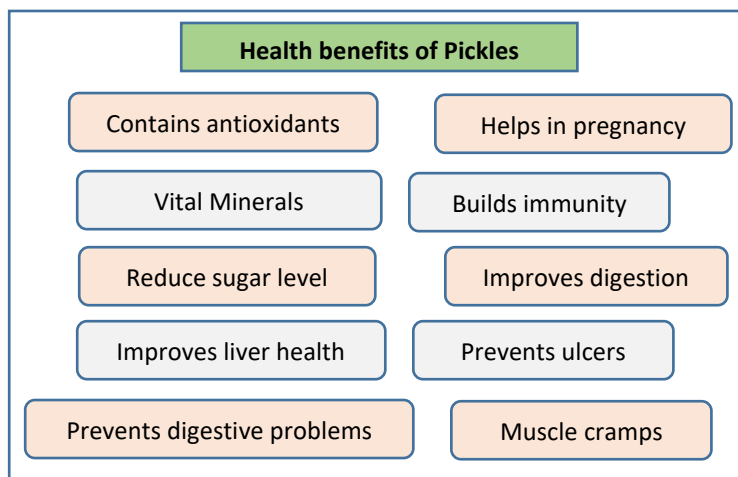 Health benefits of Pickles
Contains antioxidants
Helps in pregnancy
Vital Minerals
Builds immunity
Reduce sugar level
Improves digestion
Improves liver health
Prevents ulcers
Prevents digestive problems
Muscle cramps